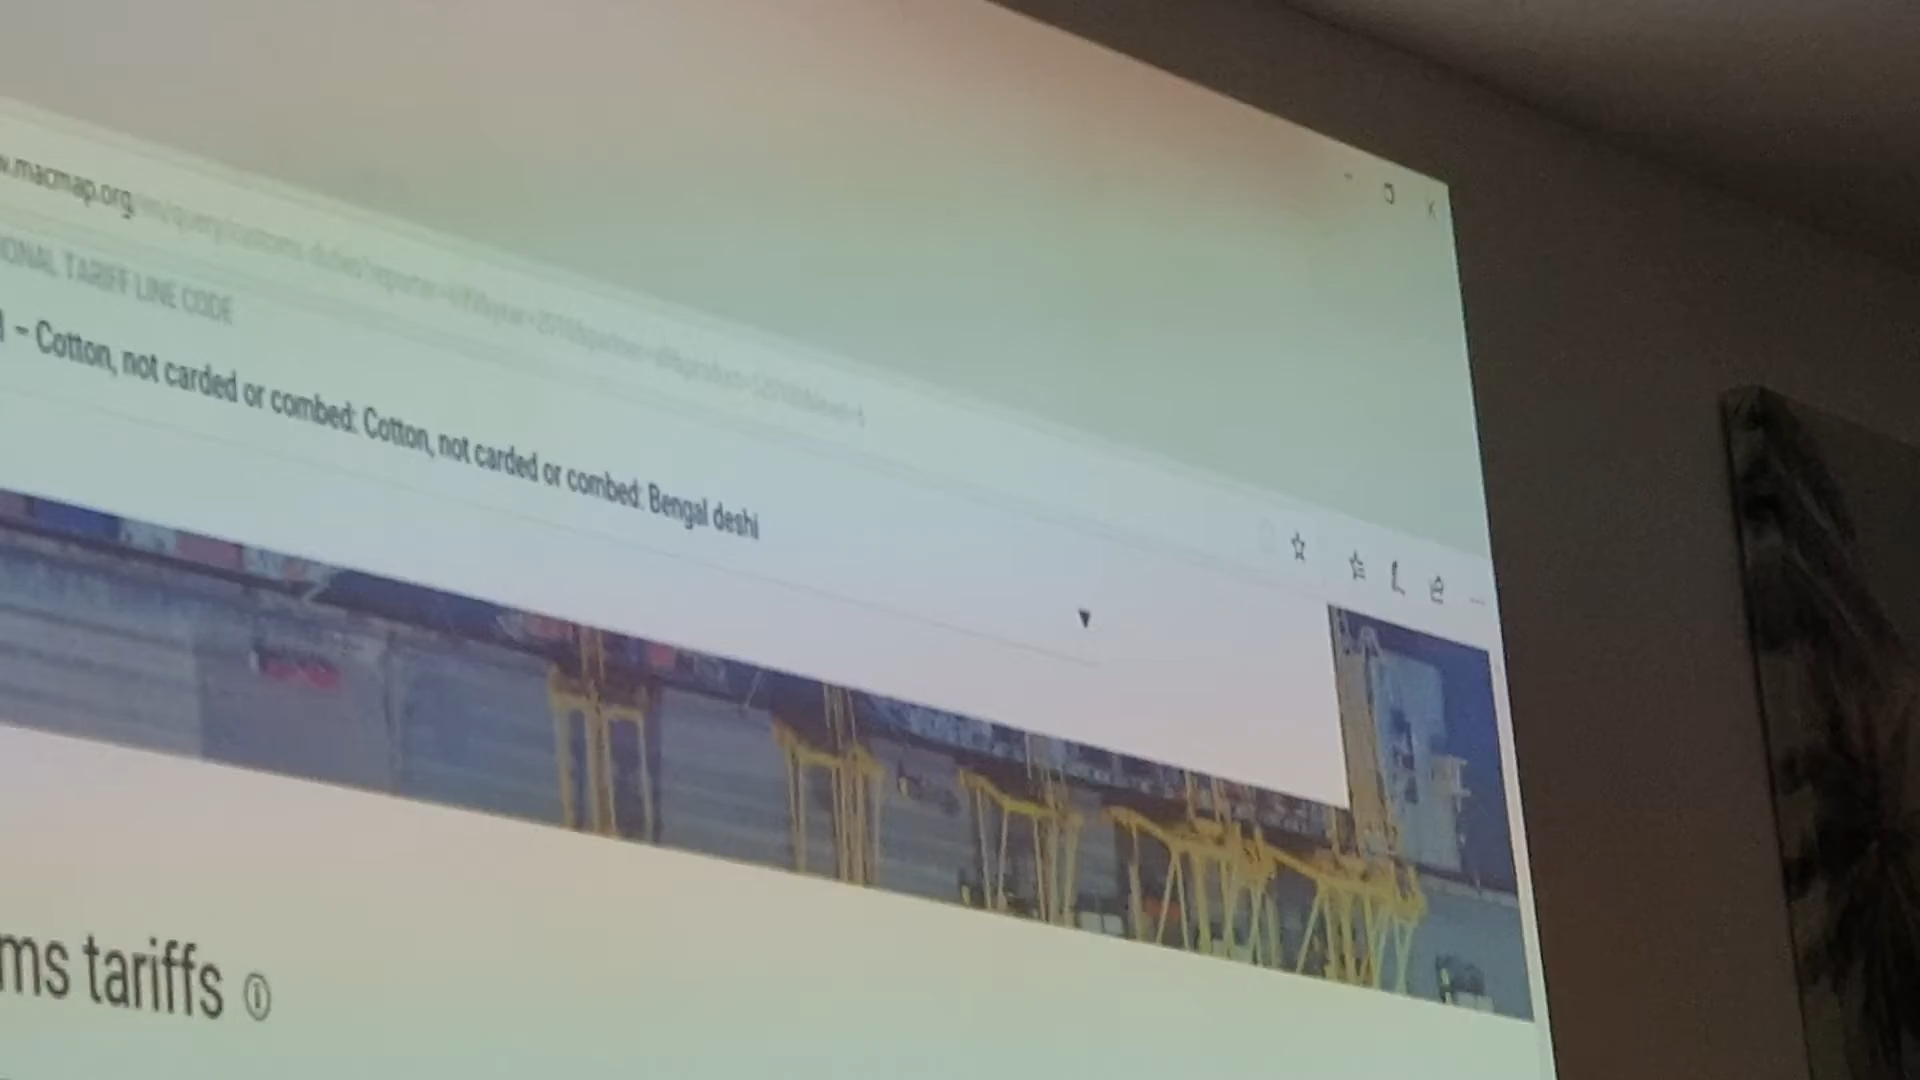 w.macmap.org
IONAL TARIFF LINE CODE
– Cotton, not carded or combed: Cotton, not carded or combed: Bengal deshi
ms tariffs